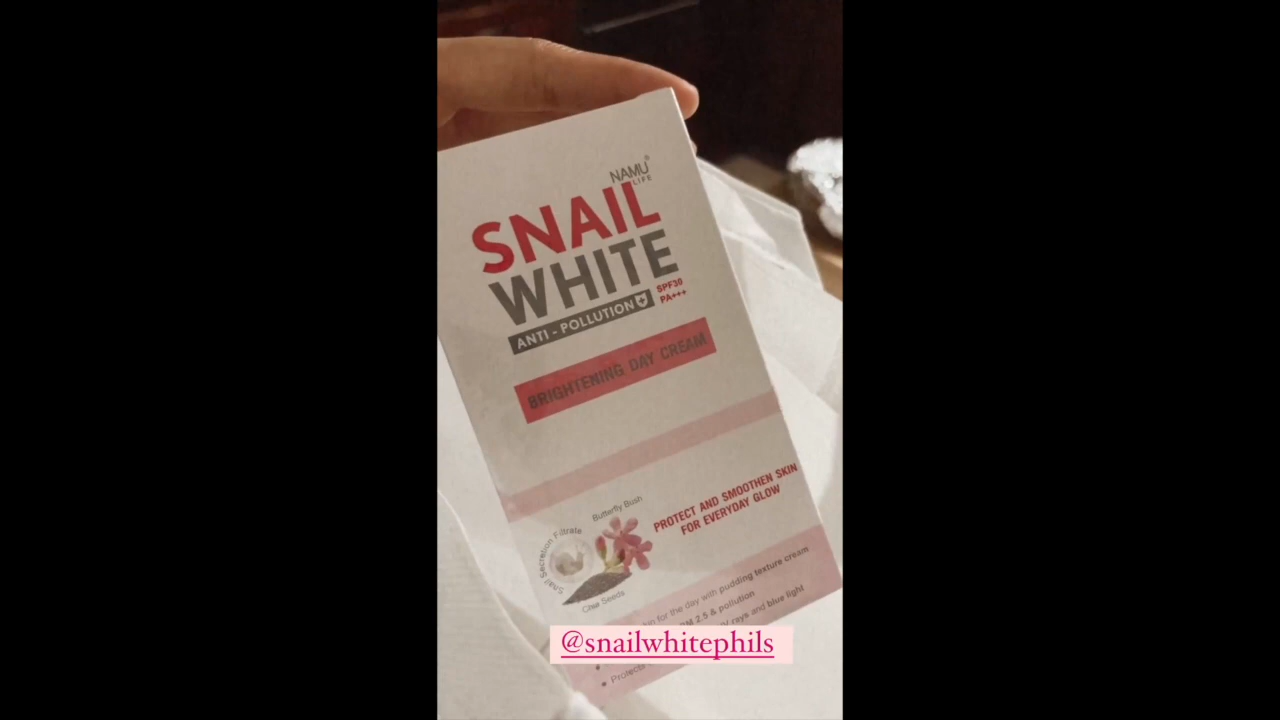 NAMU®
LIFE
SNAIL
WHITE
ANTI - POLLUTION
SPF30
PA+++
BRIGHTENING DAY CREAM
PROTECT AND SMOOTHEN SKIN
FOR EVERYDAY GLOW
Butterfly Bush
Snail Secretion Filtrate
Chia Seeds
for the day with pudding texture cream
2.5 & pollution
rays and blue light
@snailwhitephils
• Protects